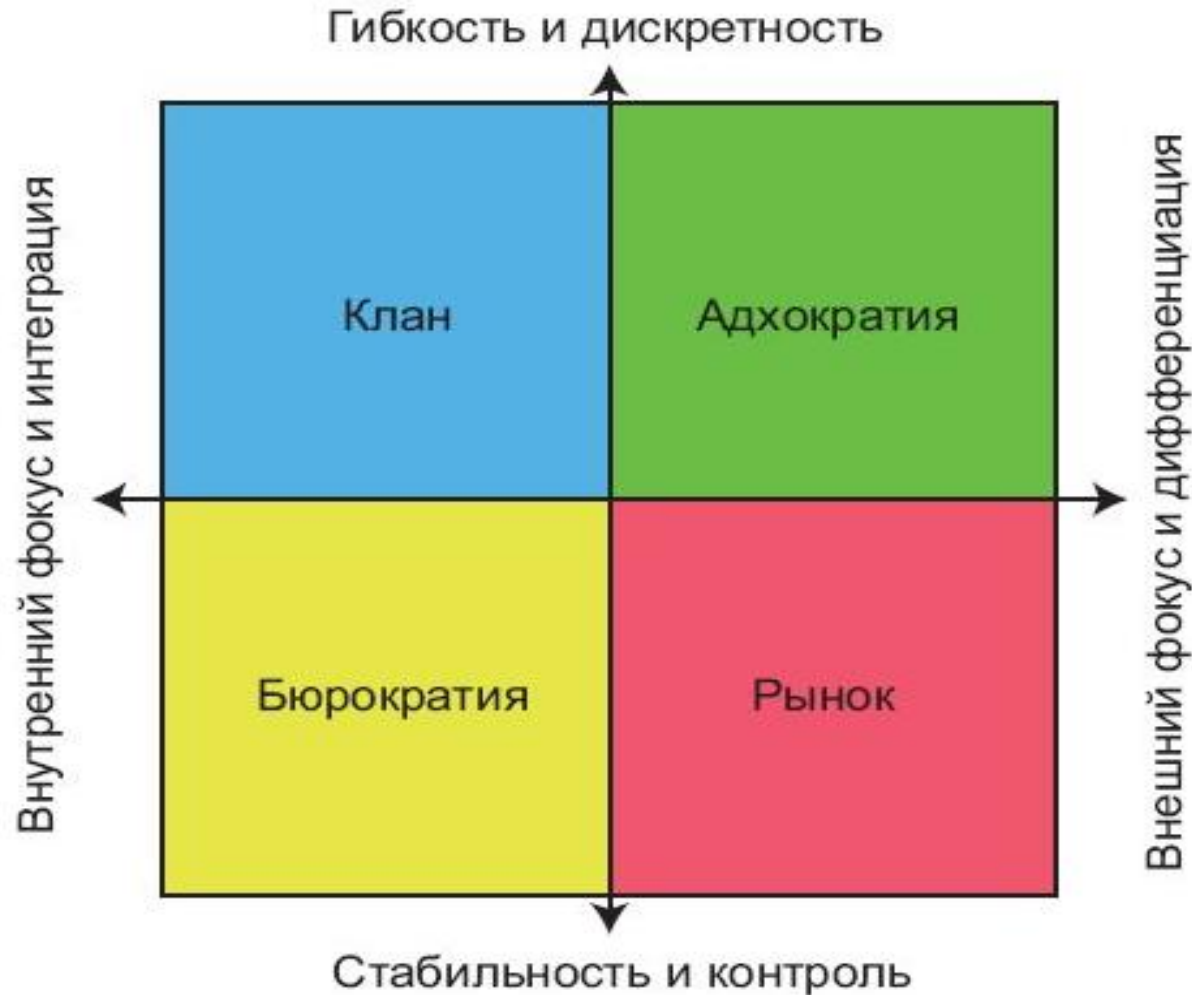 Гибкость и дискретность
Внутренний фокус и интеграция
Клан
Адхократия
Внешний фокус и дифференциация
Бюрократия
Рынок
Стабильность и контроль